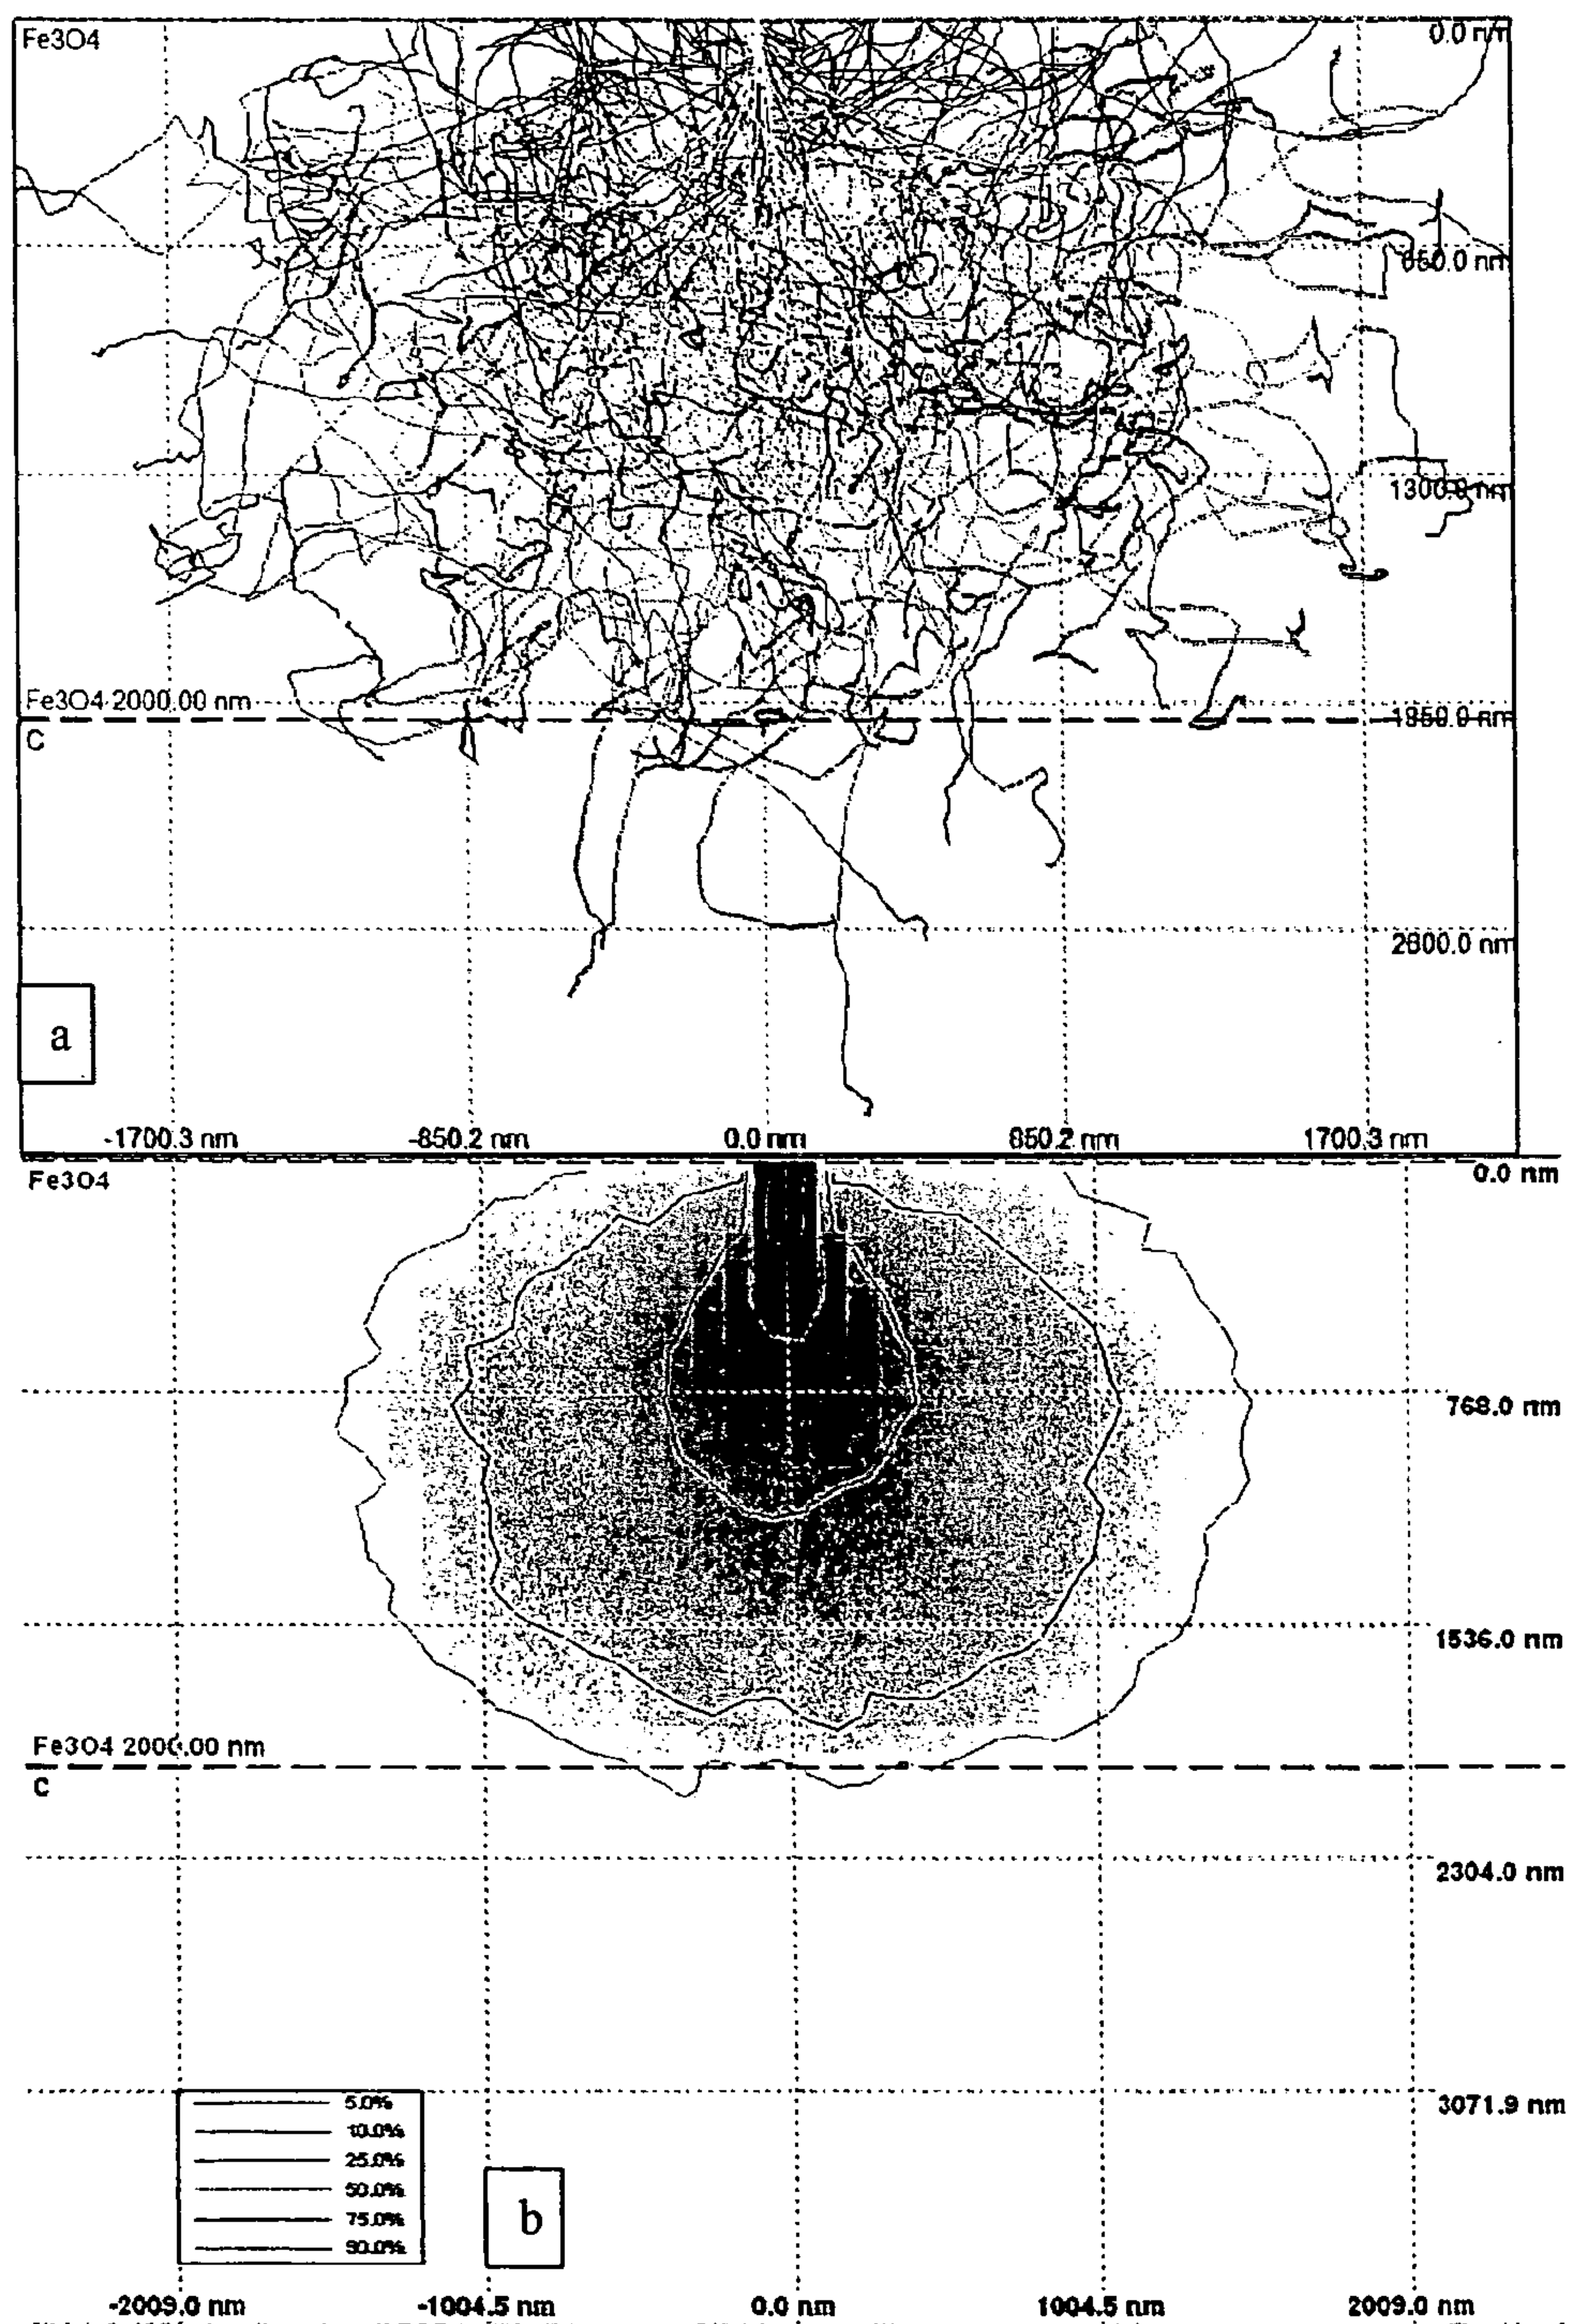 Fe3O4
0.0 nm
650.0 nm
1300.0 nm
Fe3O4 2000.00 nm
1950.0 nm
C
2600.0 nm
a
-1700.3 nm -850.2 nm 0.0 nm 850.2 nm 1700.3 nm
Fe3O4
0.0 nm
768.0 nm
1536.0 nm
Fe3O4 2000.00 nm
C
2304.0 nm
3071.9 nm
5.0%
10.0%
25.0%
50.0%
75.0%
90.0%
b
-2009.0 nm -1004.5 nm 0.0 nm 1004.5 nm 2009.0 nm